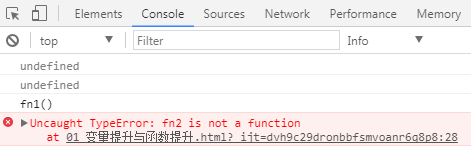 Elements Console Sources Network Performance Memory
top Filter Info
undefined
undefined
fn1()
Uncaught TypeError: fn2 is not a function
at 01_变量提升与函数提升.html?_ijt=dvh9c29dronbbfsmvoanr6q8p8:28